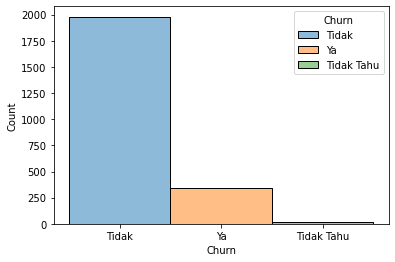 Churn
Tidak
Ya
Tidak Tahu
2000
1750
1500
1250
1000
750
500
250
0
Count
Tidak
Ya
Tidak Tahu
Churn